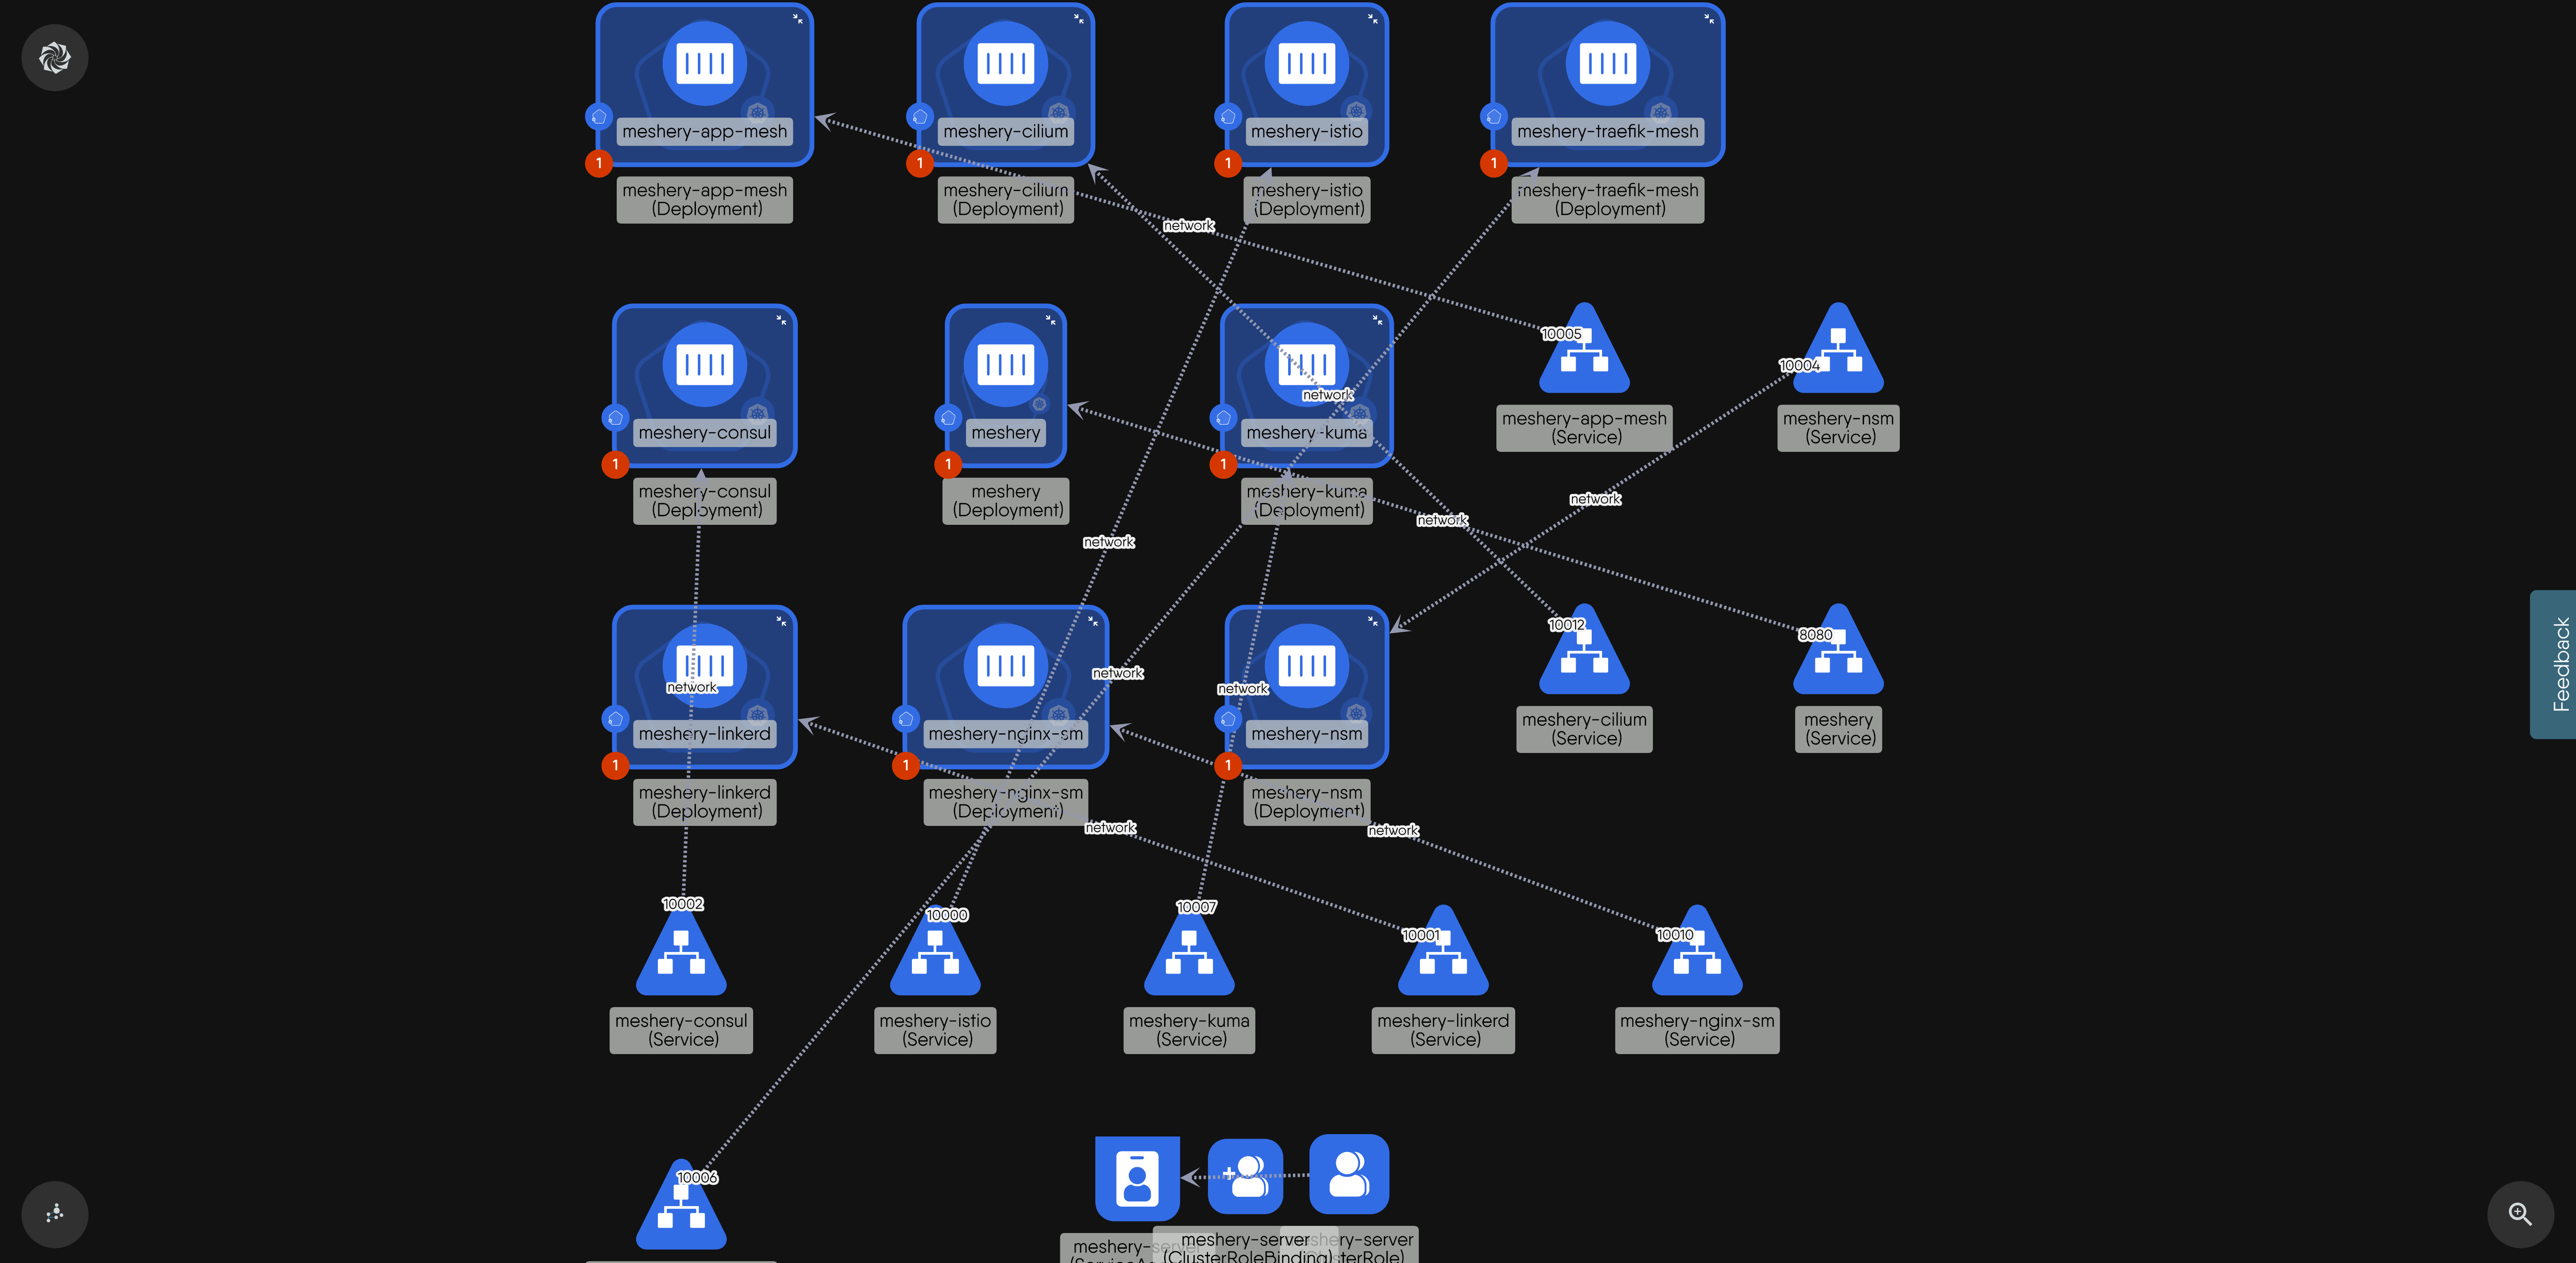 meshery-app-mesh
meshery-cilium
meshery-istio
meshery-traefik-mesh
1
1
1
1
meshery-app-mesh
(Deployment)
meshery-cilium
(Deployment)
meshery-istio
(Deployment)
meshery-traefik-mesh
(Deployment)
network
10005
10004
network
meshery-consul
meshery
meshery-kuma
meshery-app-mesh
(Service)
meshery-nsm
(Service)
1
1
1
meshery-consul
(Deployment)
meshery
(Deployment)
meshery-kuma
(Deployment)
network
network
network
10012
8080
Feedback
network
network
network
meshery-linkerd
meshery-nginx-sm
meshery-nsm
meshery-cilium
(Service)
meshery
(Service)
1
1
1
meshery-linkerd
(Deployment)
meshery-nginx-sm
(Deployment)
meshery-nsm
(Deployment)
network
network
10002
10000
10007
10001
10010
meshery-consul
(Service)
meshery-istio
(Service)
meshery-kuma
(Service)
meshery-linkerd
(Service)
meshery-nginx-sm
(Service)
10006
meshery-server
meshery-server
(ClusterRoleBinding)